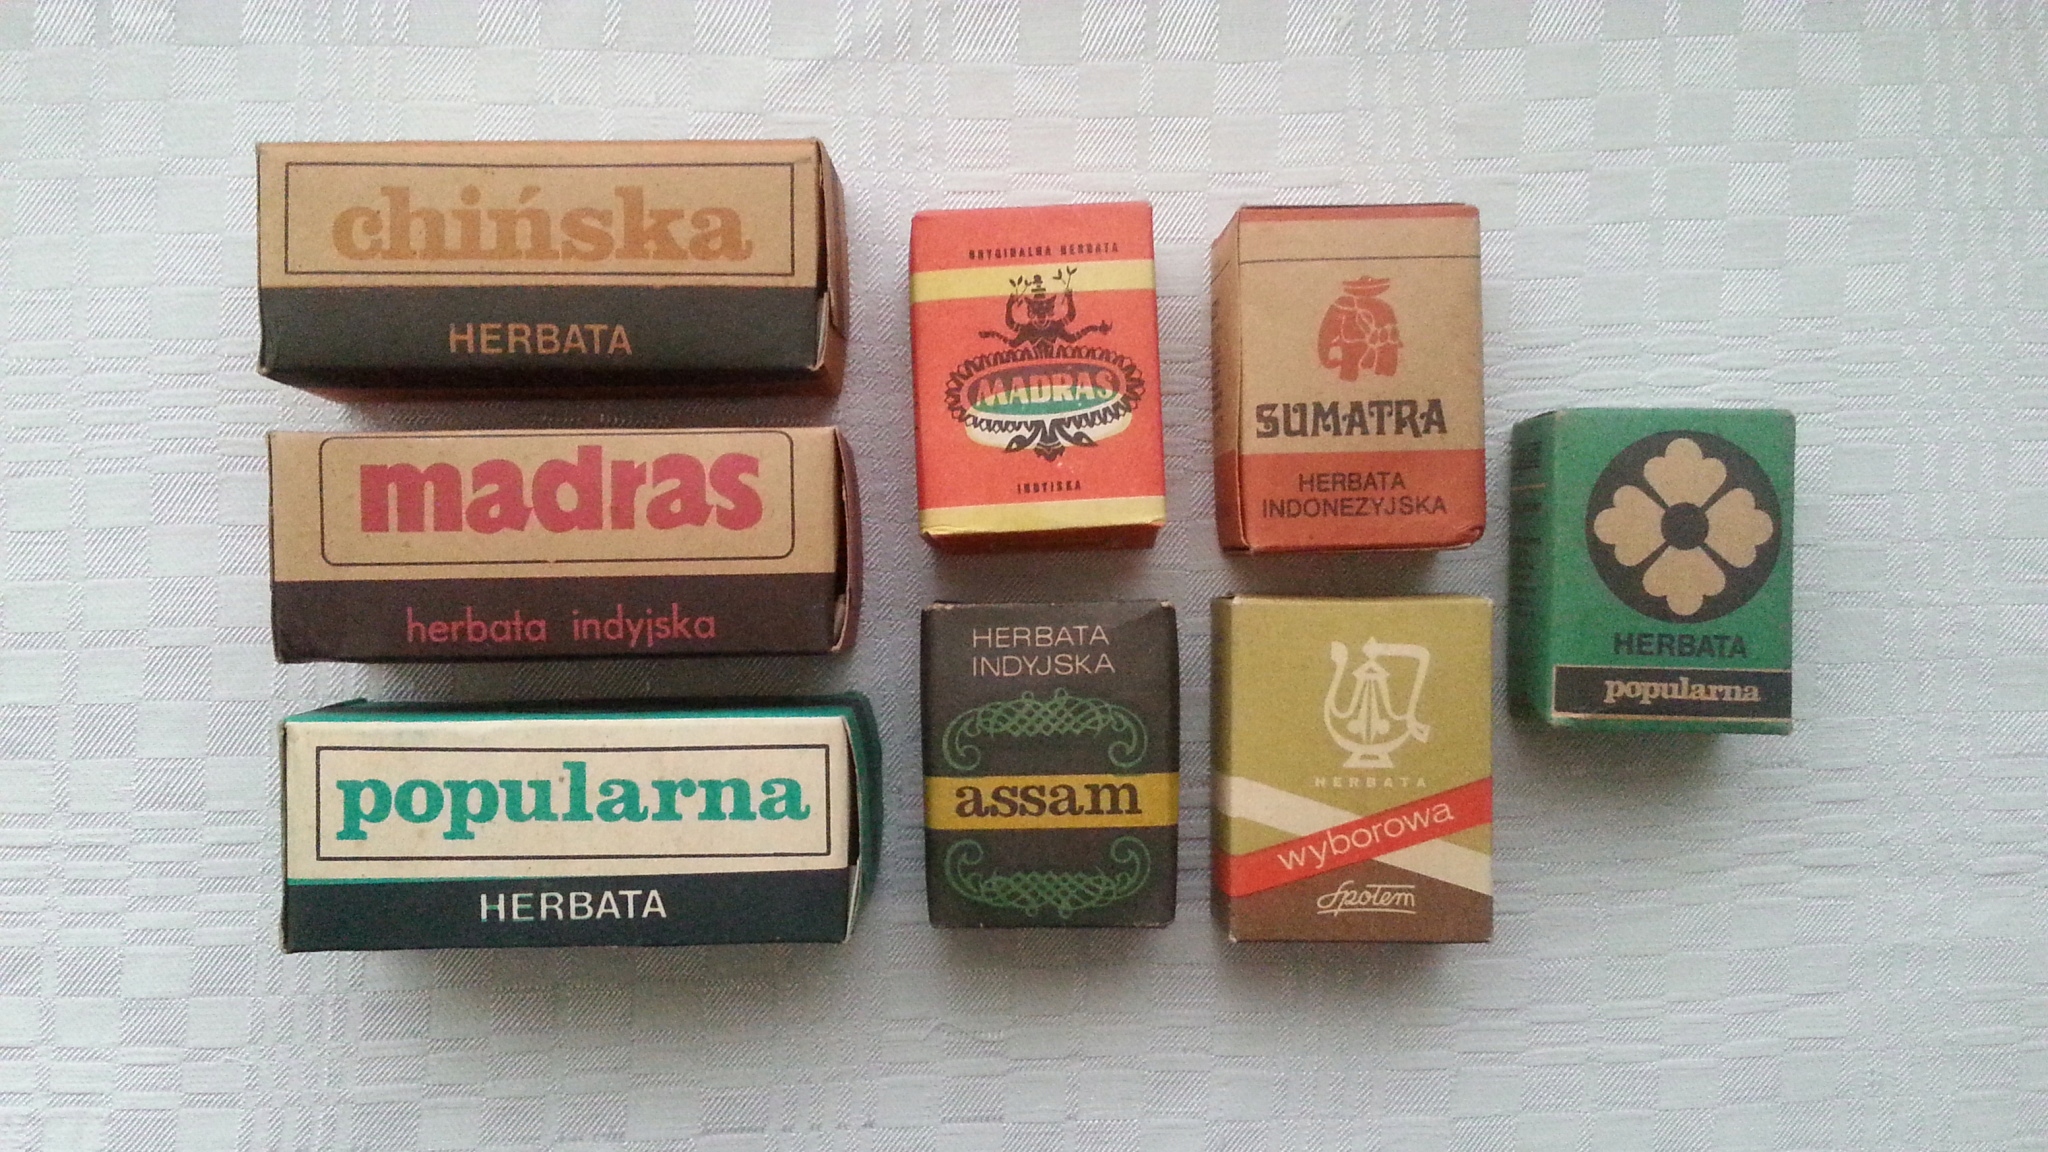 chińska
HERBATA
madras
herbata indyjska
popularna
HERBATA
ORYGINALNA HERBATA
MADRAS
INDYJSKA
HERBATA
INDYJSKA
assam
SUMATRA
HERBATA
INDONEZYJSKA
HERBATA
wyborowa
Społem
HERBATA
popularna